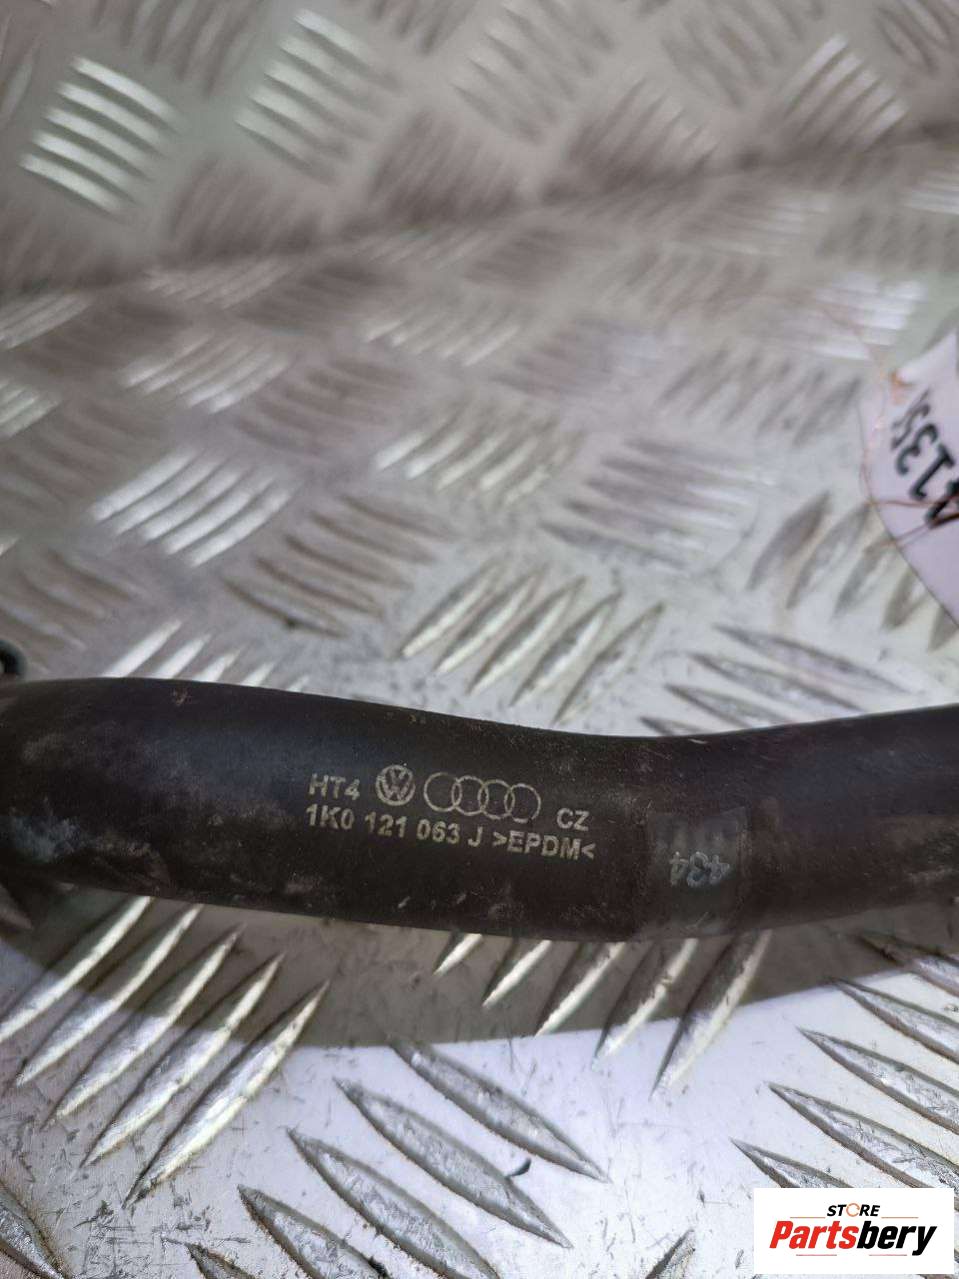 HT4 CZ
1K0 121 063 J >EPDM<
434
STORE
Partsbery